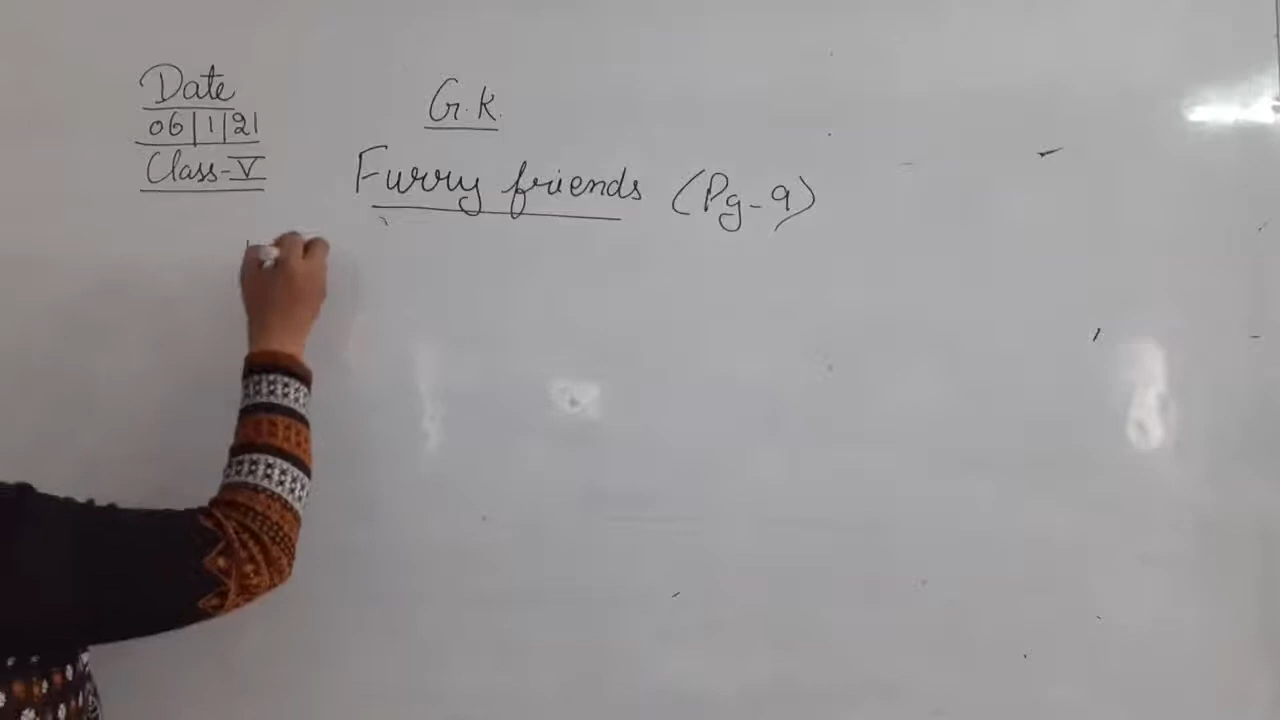 Date
06|1|21
Class-V
G.K.
Furry friends (Pg-9)